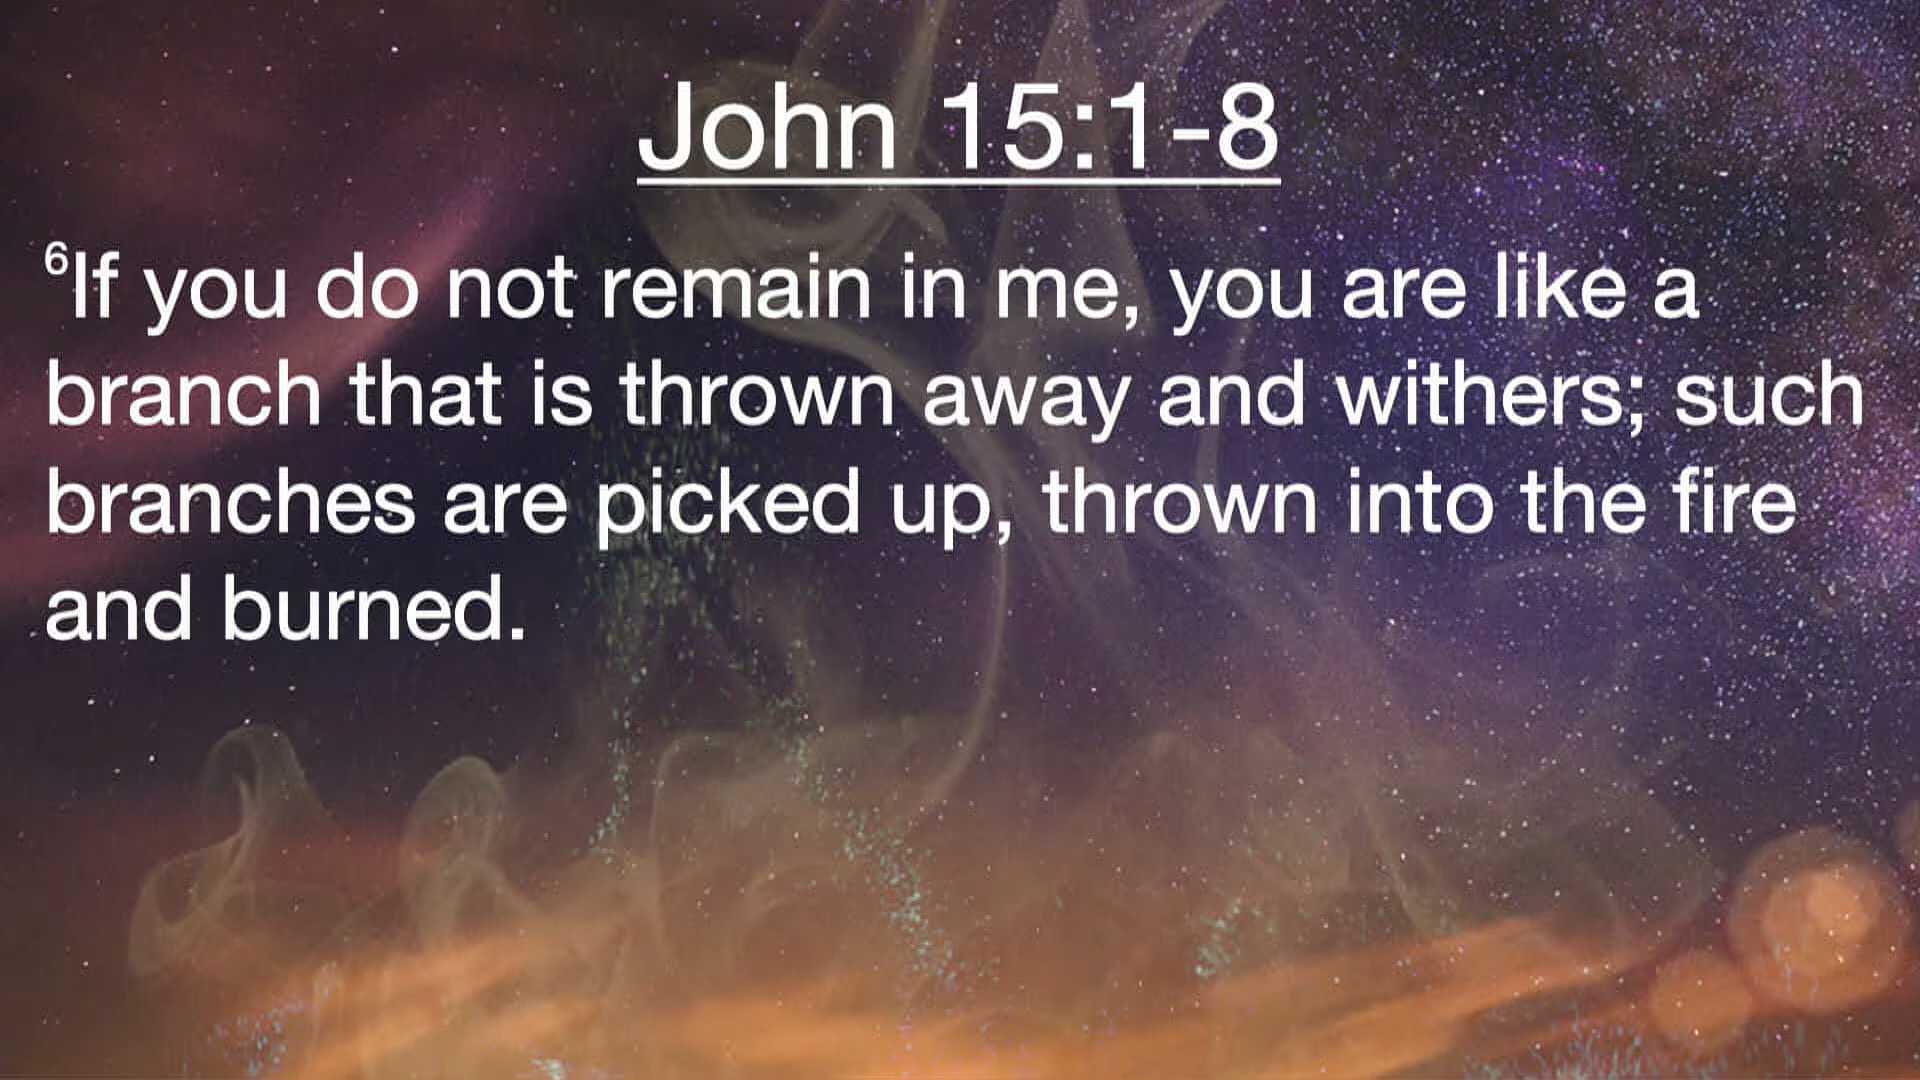 John 15:1-8
⁶If you do not remain in me, you are like a
branch that is thrown away and withers; such
branches are picked up, thrown into the fire
and burned.